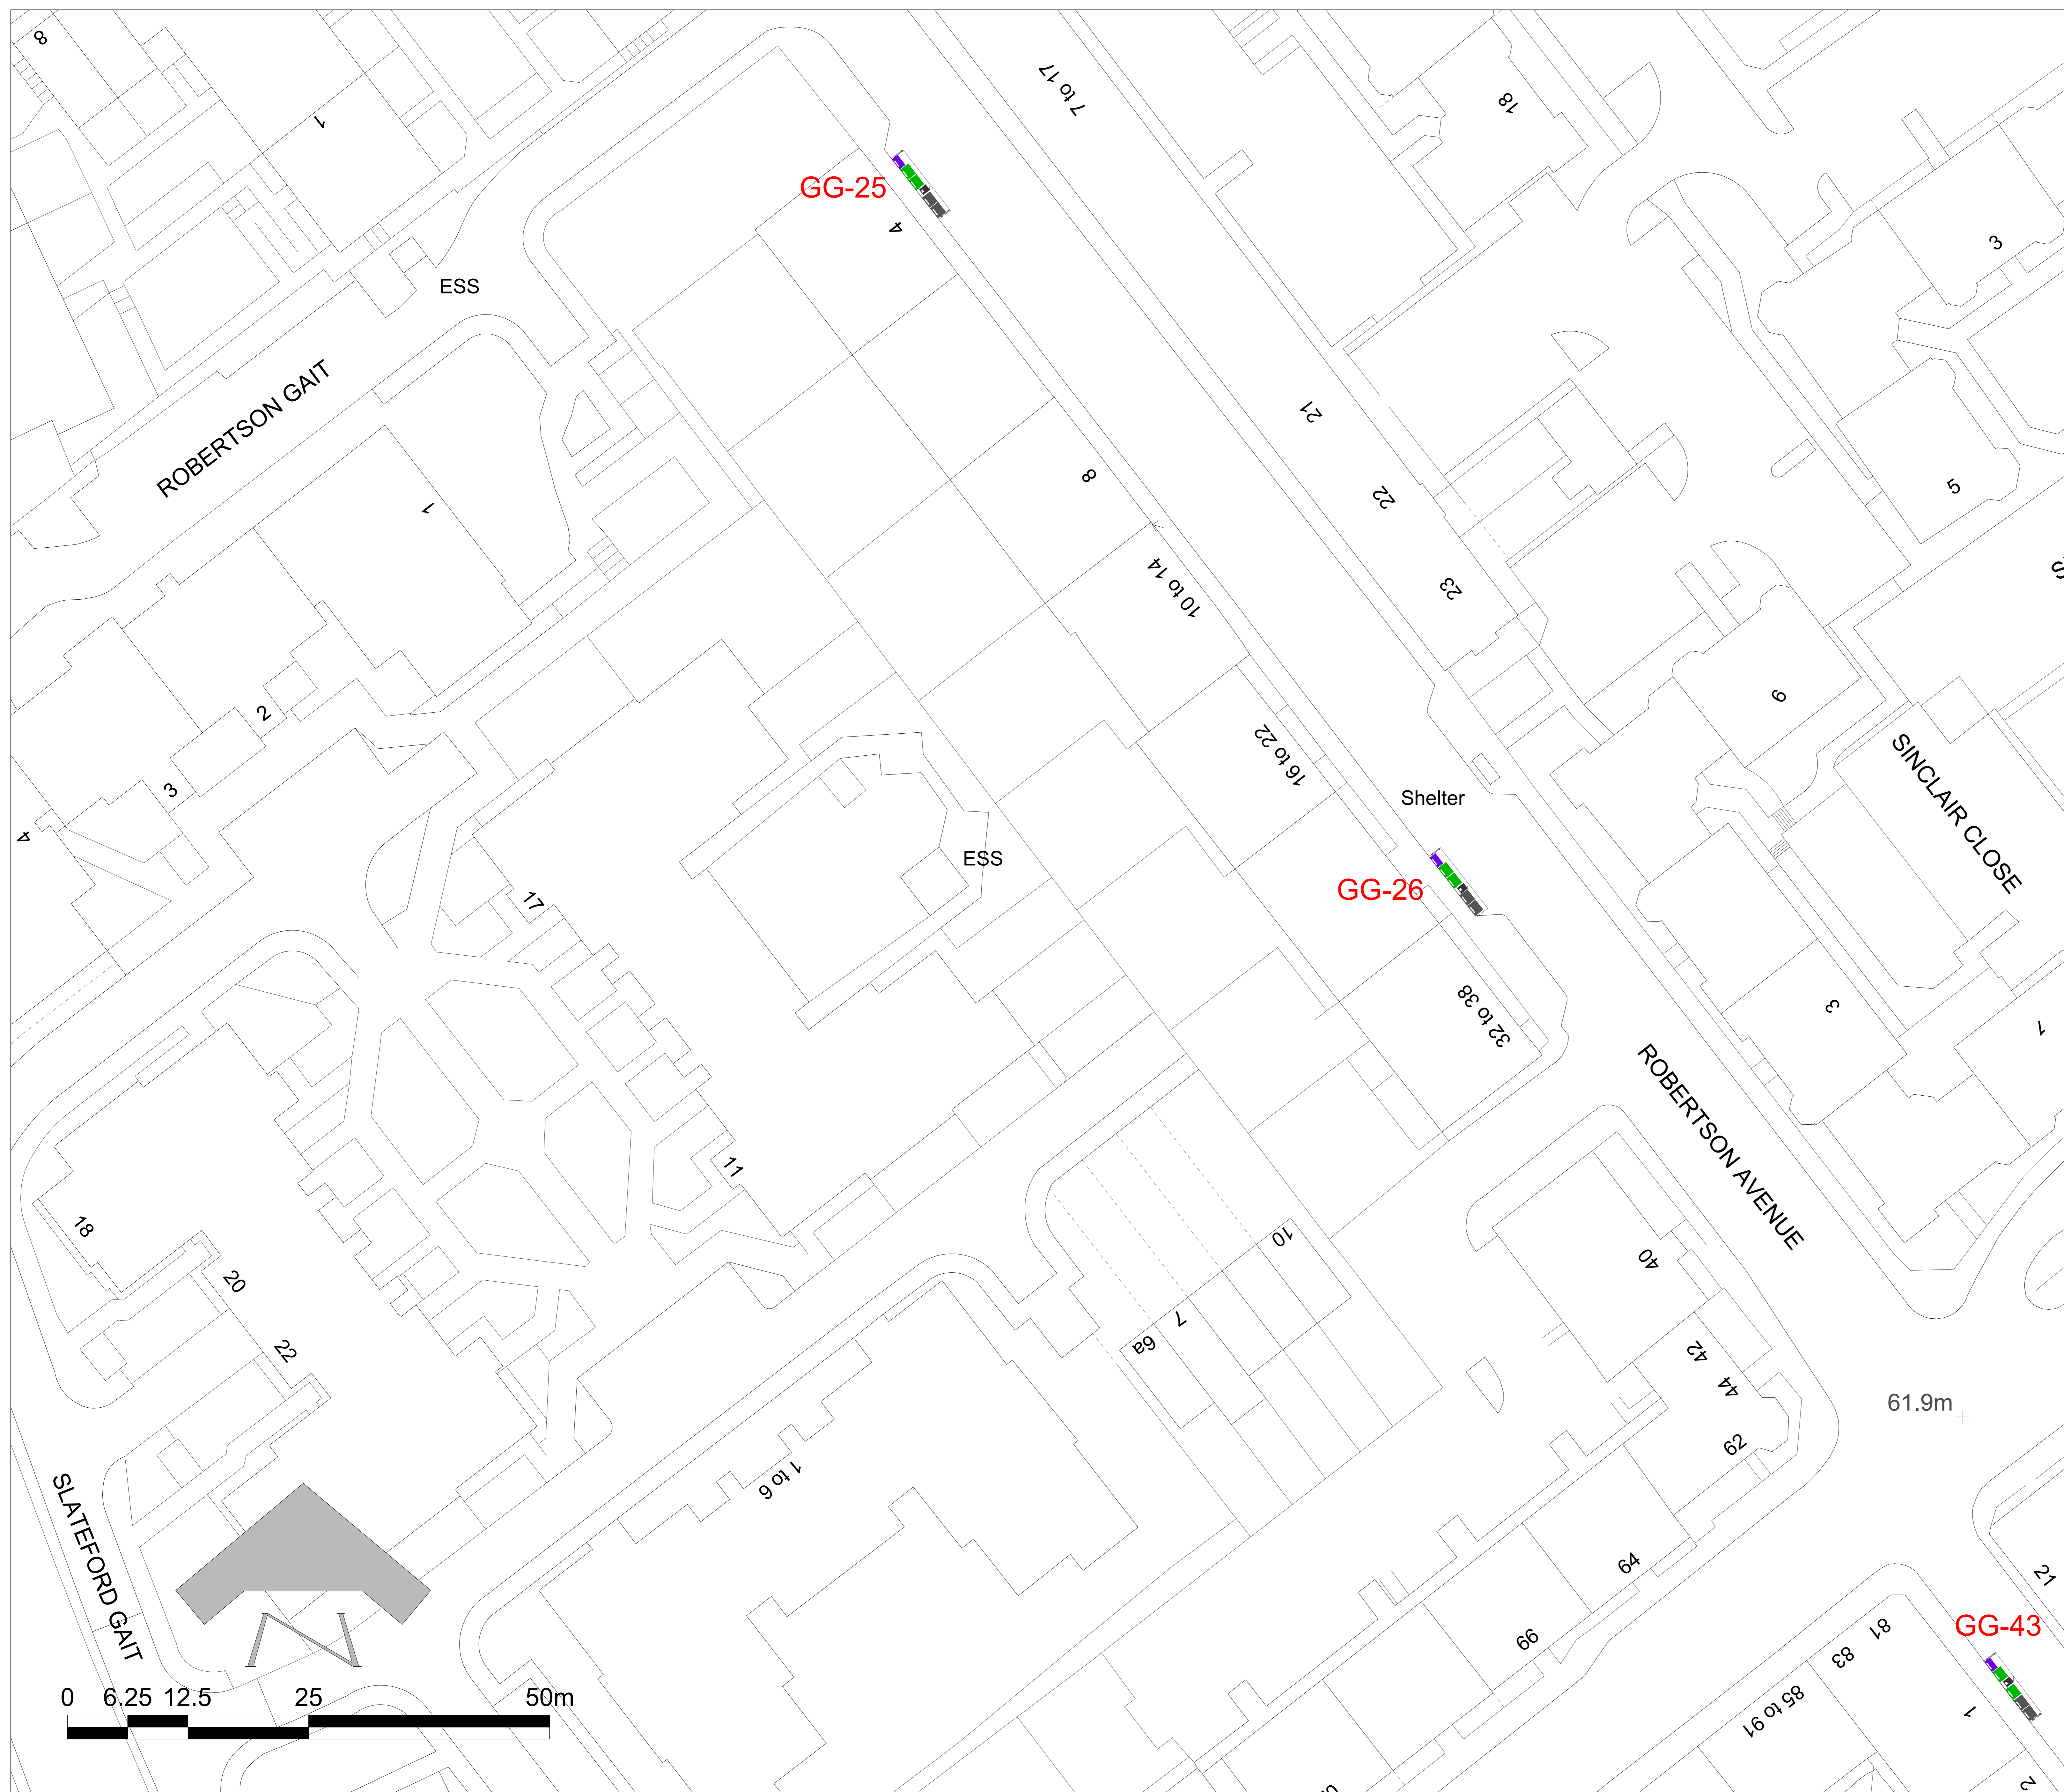 8
7 to 17
18
1
GG-25
4
3
ESS
ROBERTSON GAIT
21
8
22
5
1
10 to 14
23
9
2
16 to 22
SINCLAIR CLOSE
3
Shelter
4
ESS
GG-26
17
32 to 38
3
1
ROBERTSON AVENUE
11
18
20
10
40
7
6a
22
42
44
61.9m
62
1 to 6
SLATEFORD GAIT
64
21
81
GG-43
66
83
85 to 91
1
2
0 6.25 12.5 25 50m
N